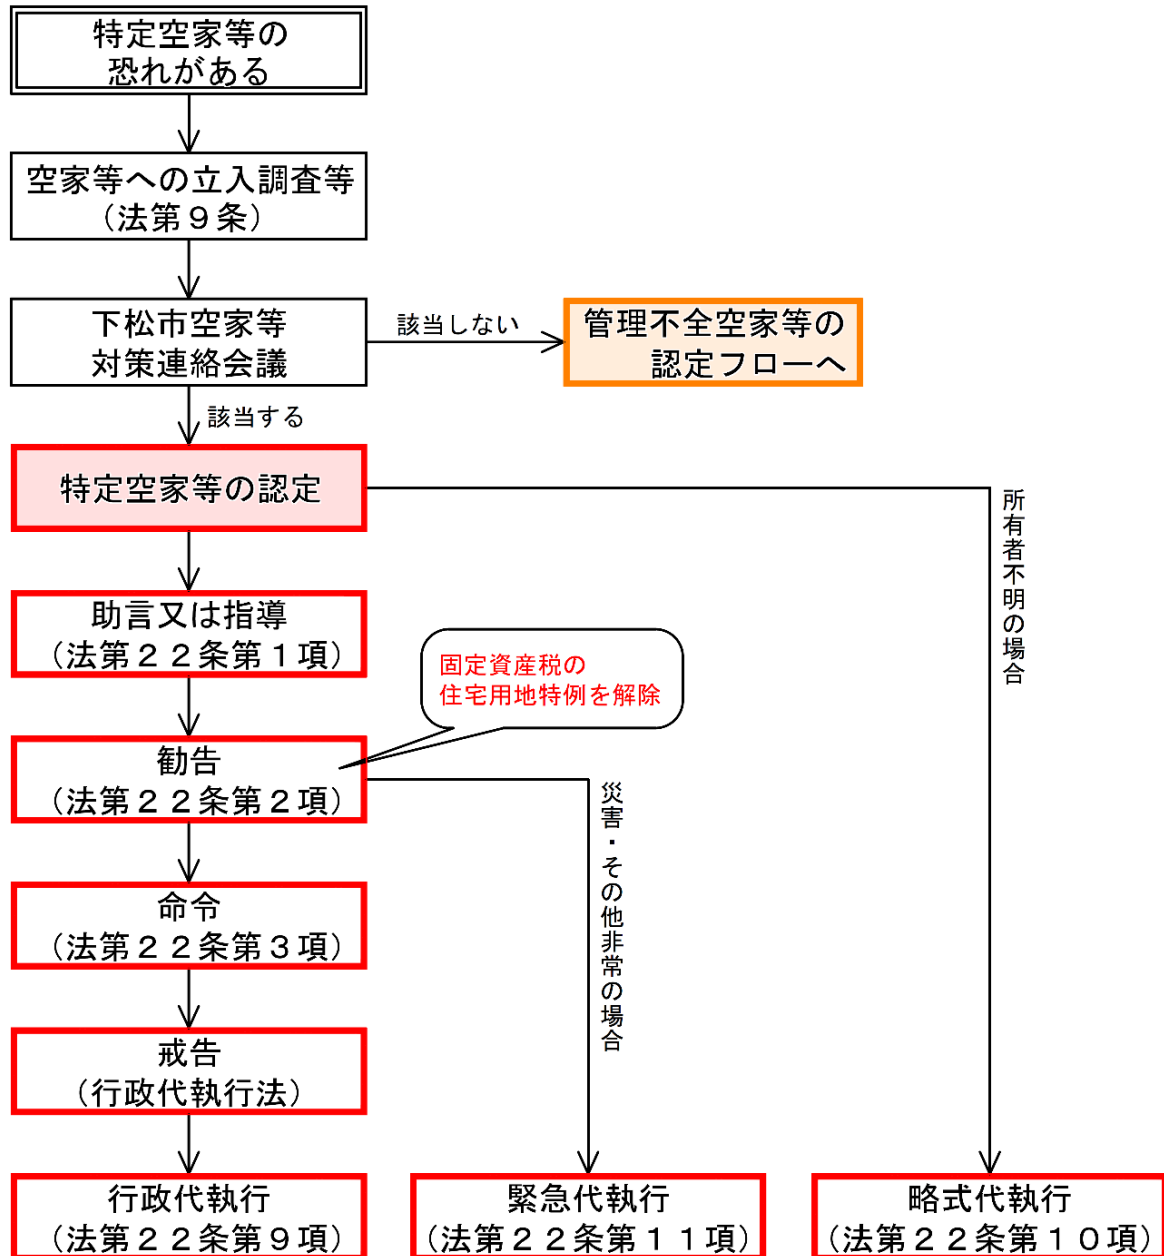 特定空家等の
恐れがある
空家等への立入調査等
（法第９条）
下松市空家等
対策連絡会議
該当しない
管理不全空家等の
認定フローへ
該当する
特定空家等の認定
所有者不明の場合
助言又は指導
（法第２２条第１項）
固定資産税の
住宅用地特例を解除
勧告
（法第２２条第２項）
災害・その他非常の場合
命令
（法第２２条第３項）
戒告
（行政代執行法）
行政代執行
（法第２２条第９項）
緊急代執行
（法第２２条第１１項）
略式代執行
（法第２２条第１０項）